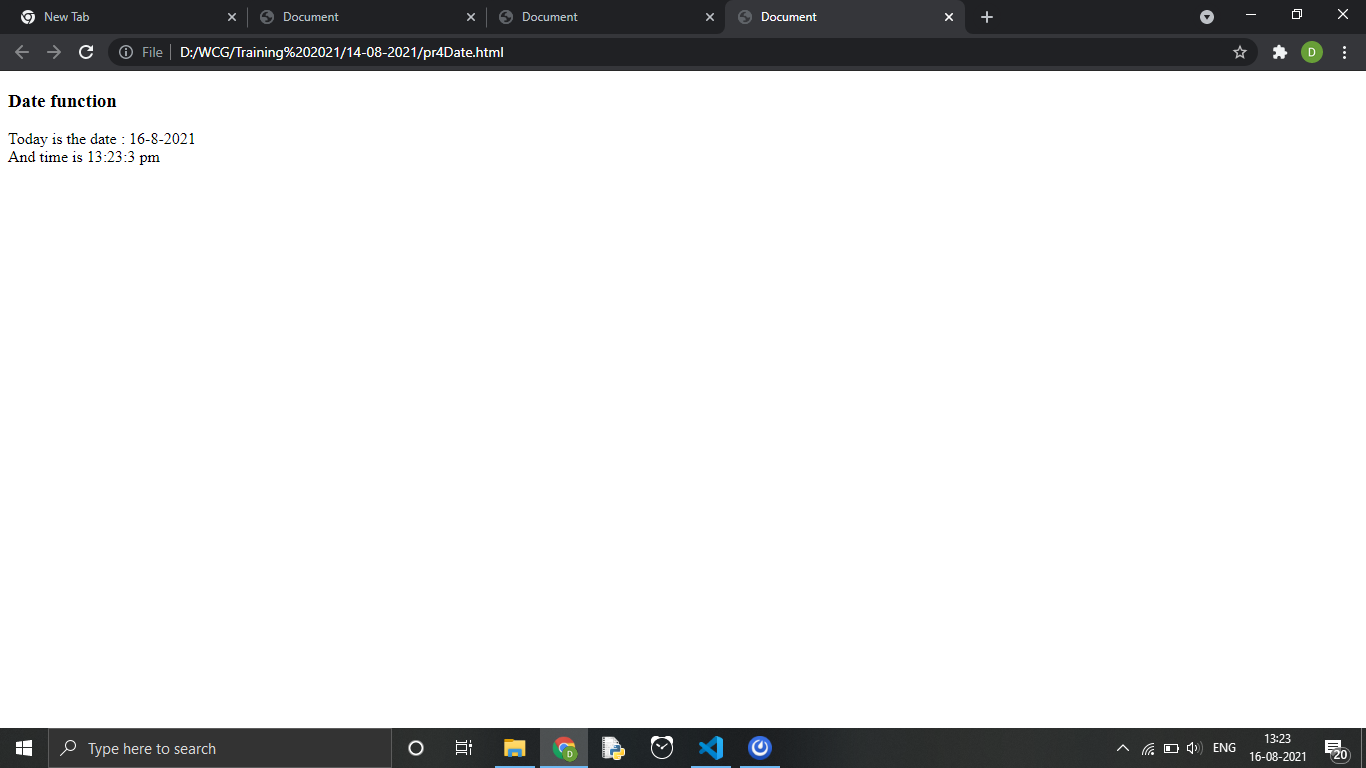 New Tab
Document
Document
Document
File
D:/WCG/Training%202021/14-08-2021/pr4Date.html
D
Date function
Today is the date : 16-8-2021
And time is 13:23:3 pm
Type here to search
D
ENG
13:23
16-08-2021
20